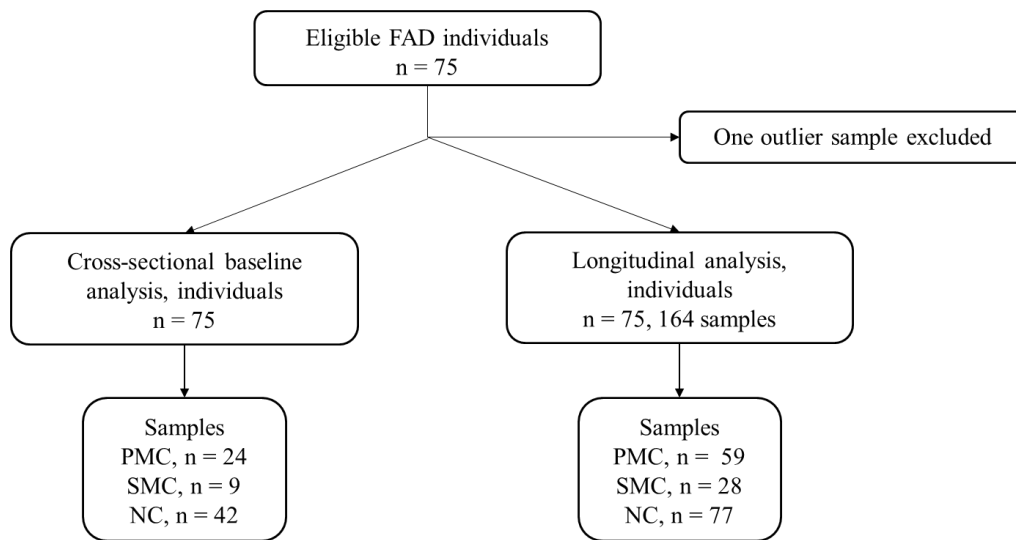 Eligible FAD individuals
n = 75
One outlier sample excluded
Cross-sectional baseline
analysis, individuals
n = 75
Longitudinal analysis,
individuals
n = 75, 164 samples
Samples
PMC, n = 24
SMC, n = 9
NC, n = 42
Samples
PMC, n = 59
SMC, n = 28
NC, n = 77